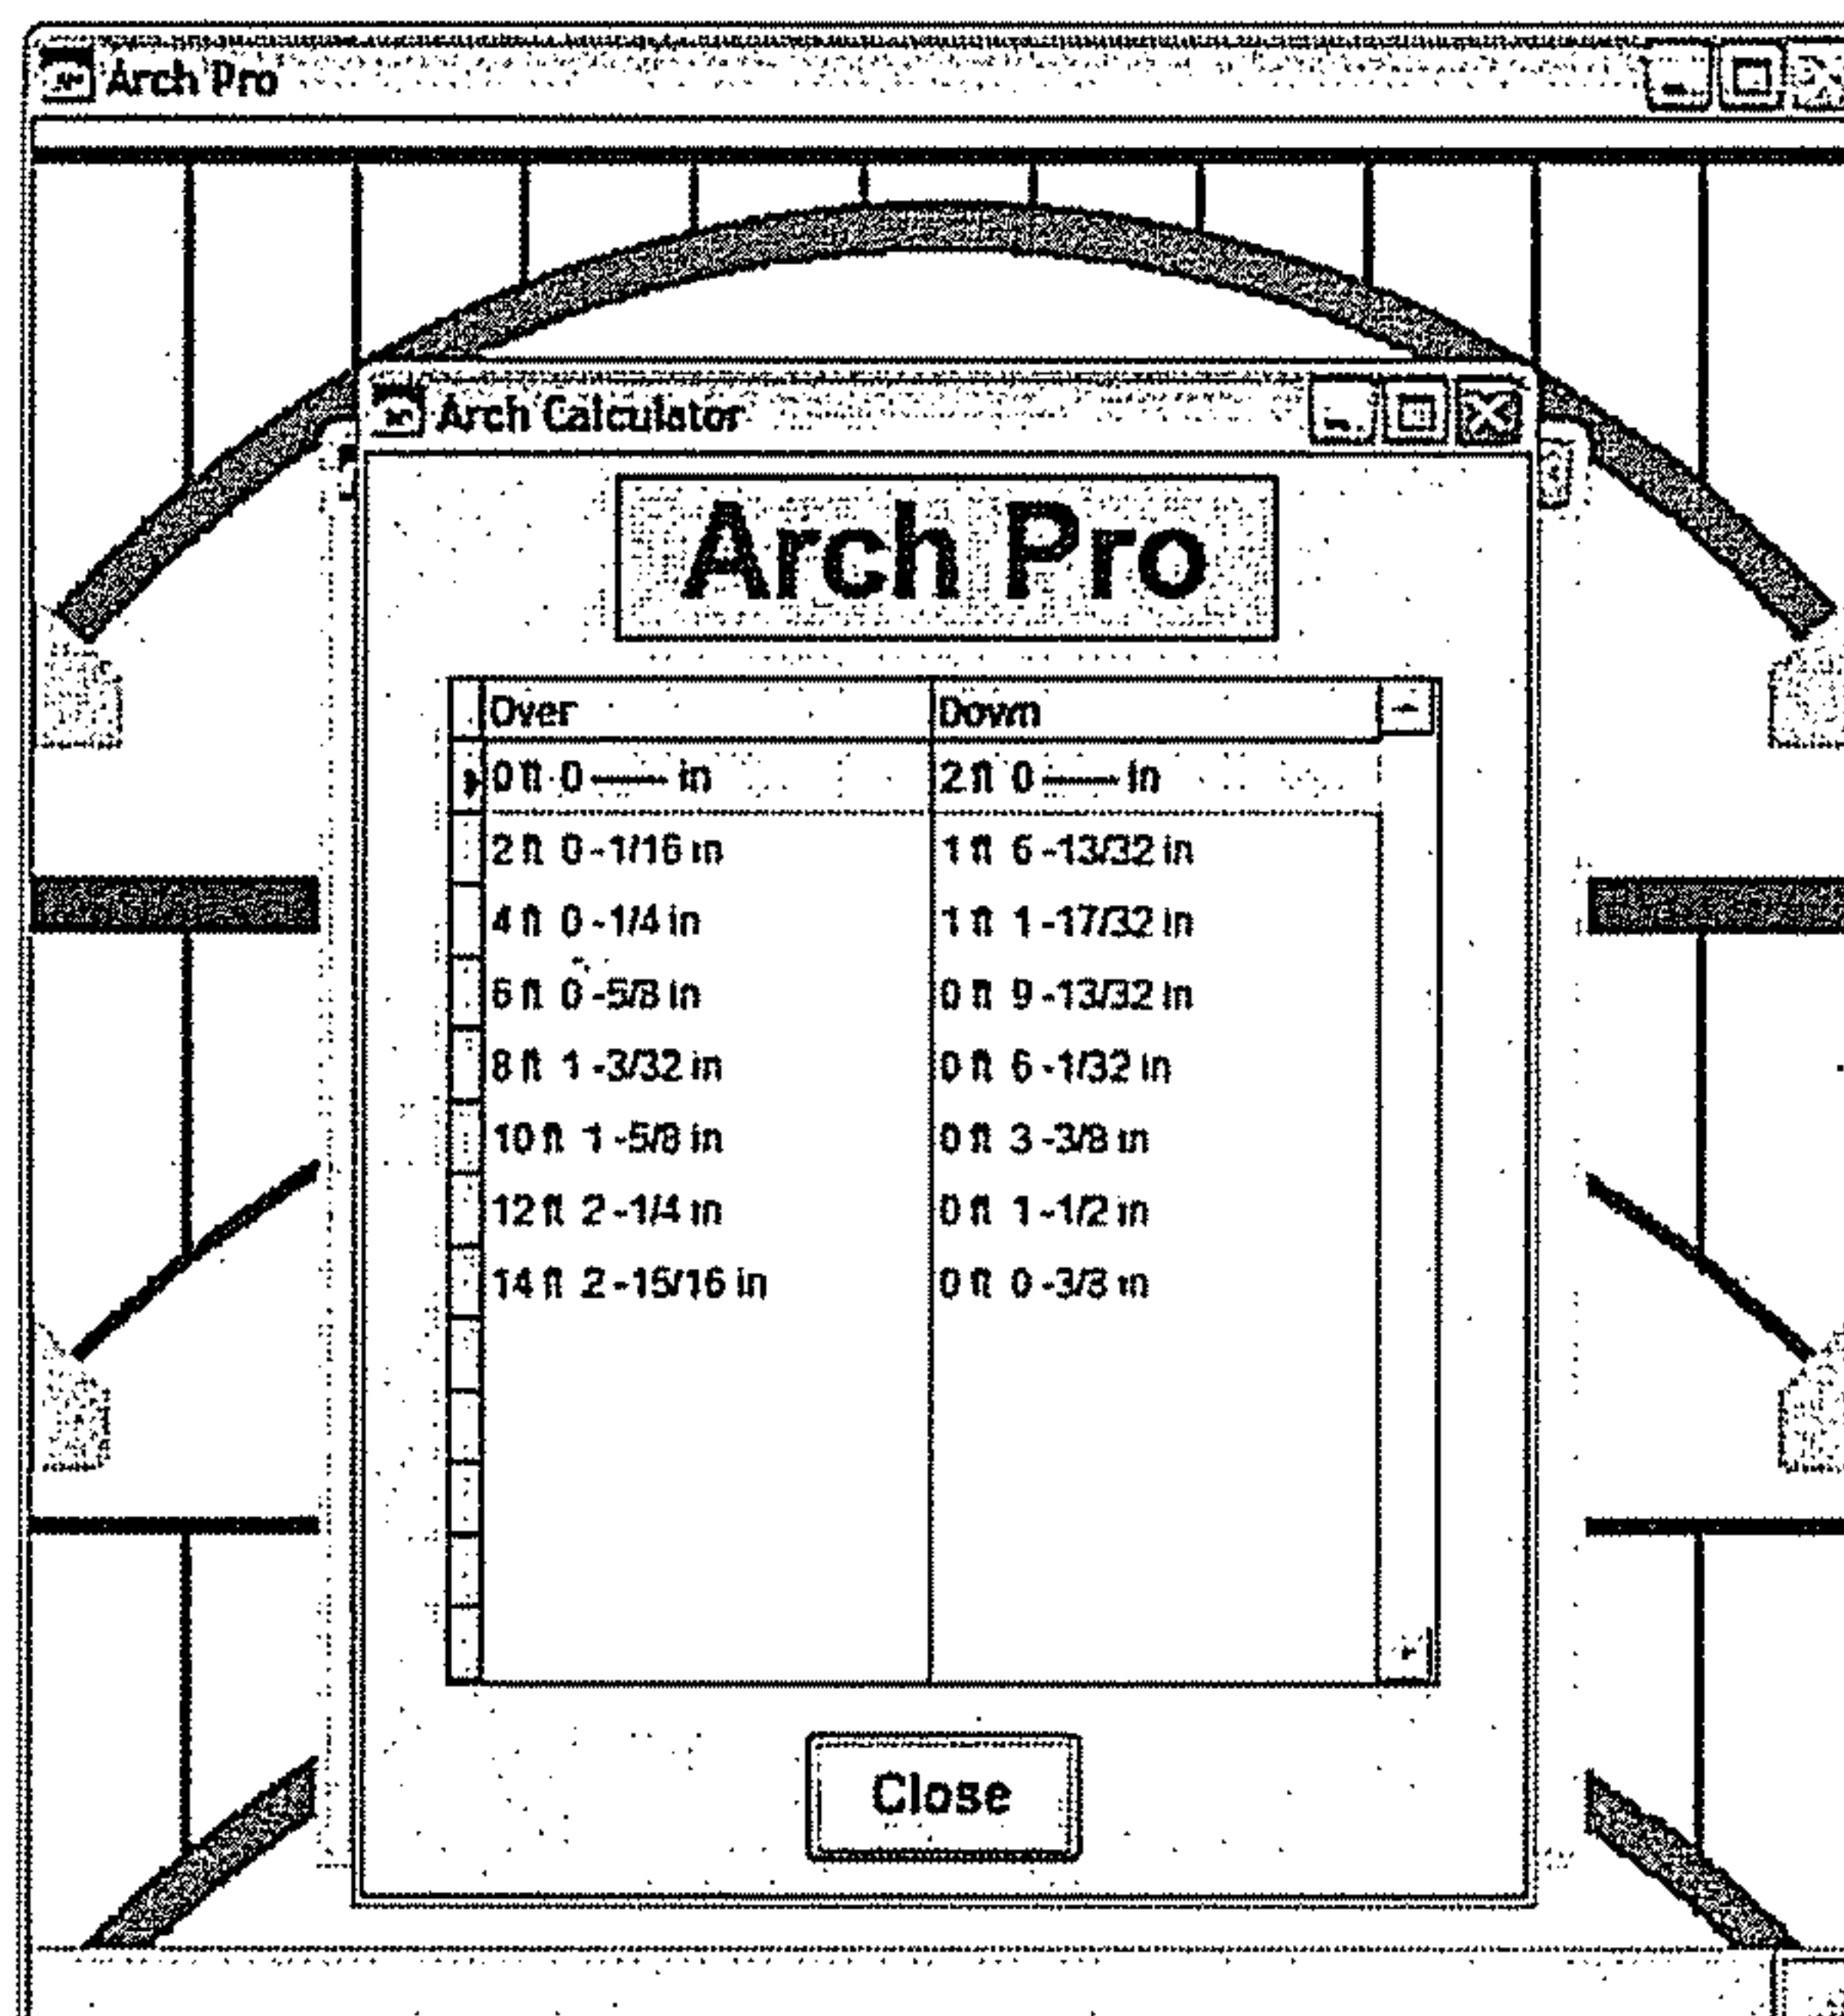 Arch Pro
Arch Calculator
Arch Pro
Over Down
0 ft 0 —— in 2 ft 0 —— in
2 ft 0 -1/16 in 1 ft 6 -13/32 in
4 ft 0 -1/4 in 1 ft 1 -17/32 in
6 ft 0 -5/8 in 0 ft 9 -13/32 in
8 ft 1 -3/32 in 0 ft 6 -1/32 in
10 ft 1 -5/8 in 0 ft 3 -3/8 in
12 ft 2 -1/4 in 0 ft 1 -1/2 in
14 ft 2 -15/16 in 0 ft 0 -3/8 in
Close